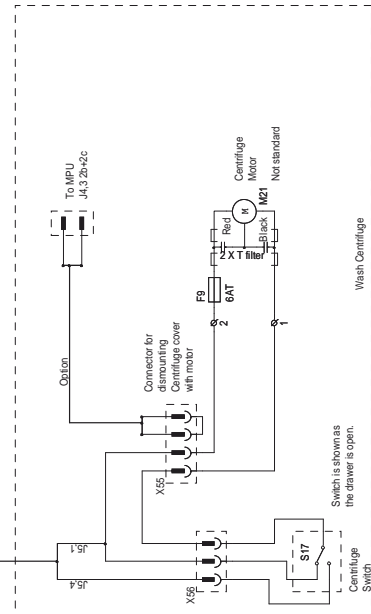 To MPU
J4,3 2b+2c
Option
Connector for
dismounting
Centrifuge cover
with motor
X55
F9
6AT
2
1
Red
Black
2 X T filter
M
M21
Centrifuge
Motor
Not standard
J5.1
J5.4
X56
S17
Centrifuge
Switch
Switch is shown as
the drawer is open.
Wash Centrifuge